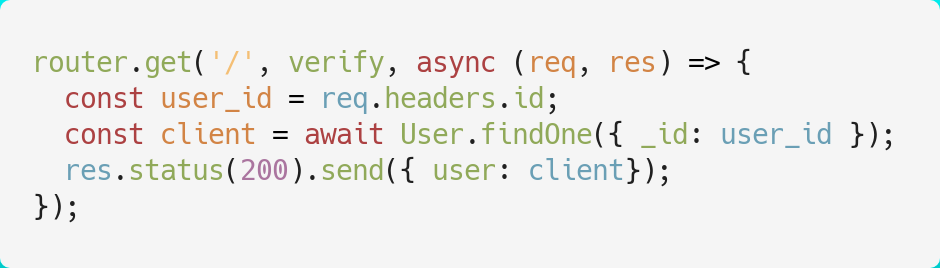 router.get('/', verify, async (req, res) => {
  const user_id = req.headers.id;
  const client = await User.findOne({ _id: user_id });
  res.status(200).send({ user: client});
});